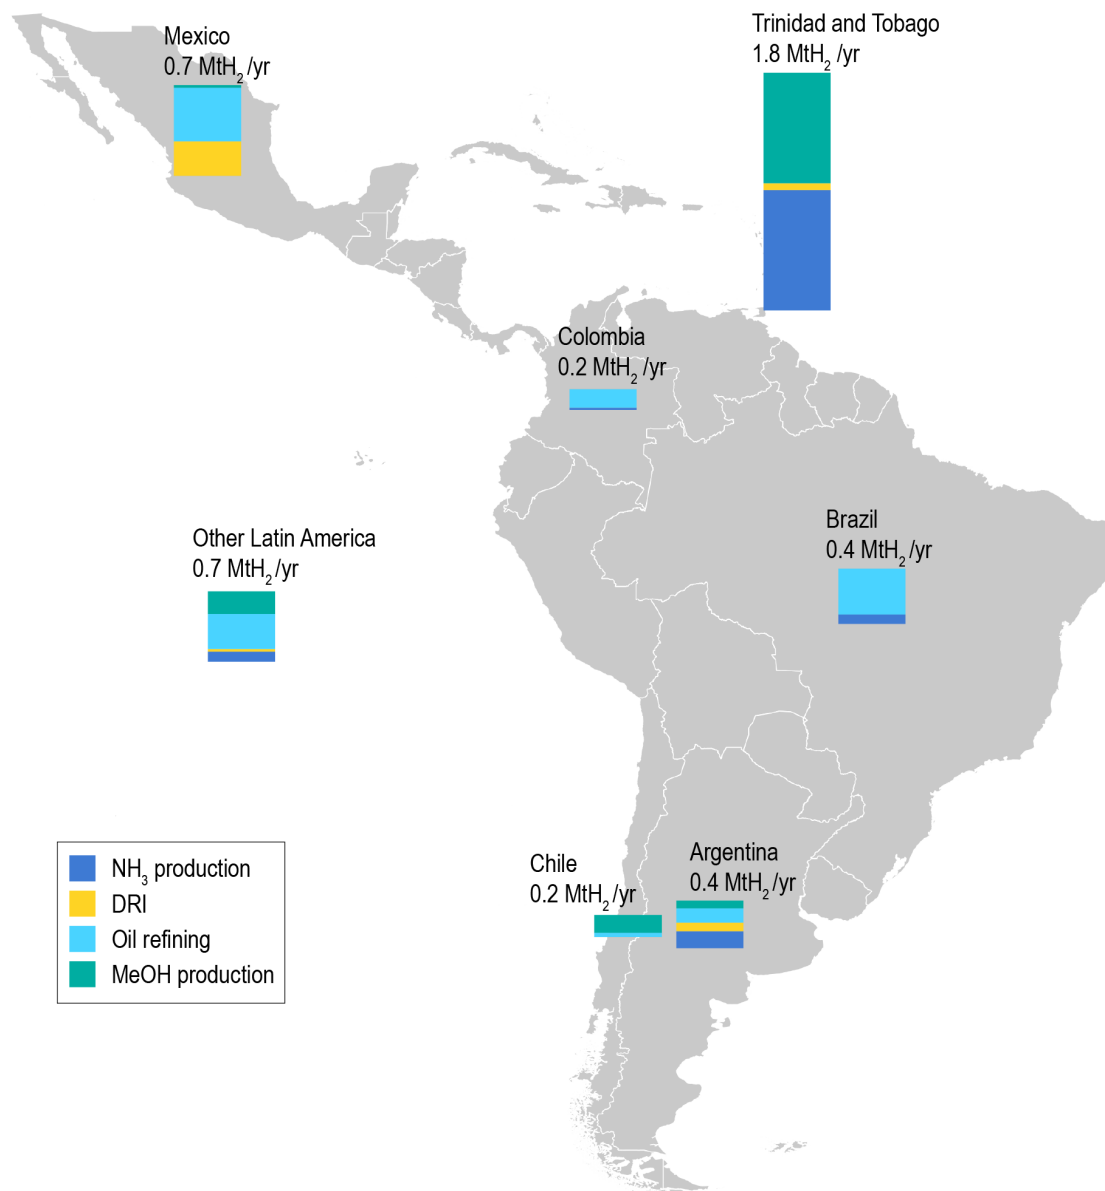 Mexico
0.7 MtH₂/yr
Trinidad and Tobago
1.8 MtH₂ /yr
Colombia
0.2 MtH₂ /yr
Other Latin America
0.7 MtH₂/yr
Brazil
0.4 MtH₂/yr
Chile
0.2 MtH₂/yr
Argentina
0.4 MtH₂/yr
NH₃ production
DRI
Oil refining
MeOH production